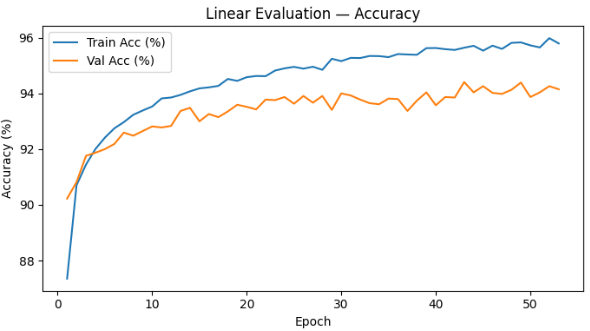 Linear Evaluation — Accuracy
Train Acc (%)
Val Acc (%)
Accuracy (%)
96
94
92
90
88
0
10
20
30
40
50
Epoch